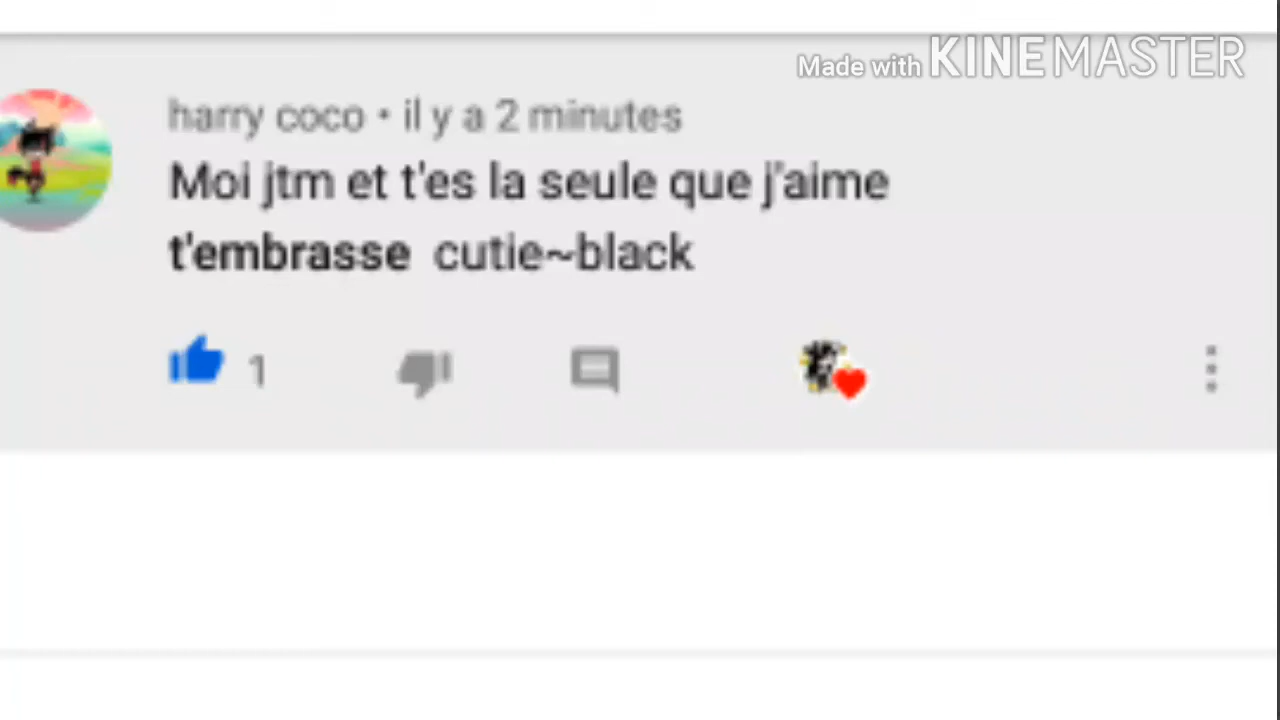 Made with KINEMASTER
harry coco • il y a 2 minutes
Moi jtm et t'es la seule que j'aime
t'embrasse cutie~black
1